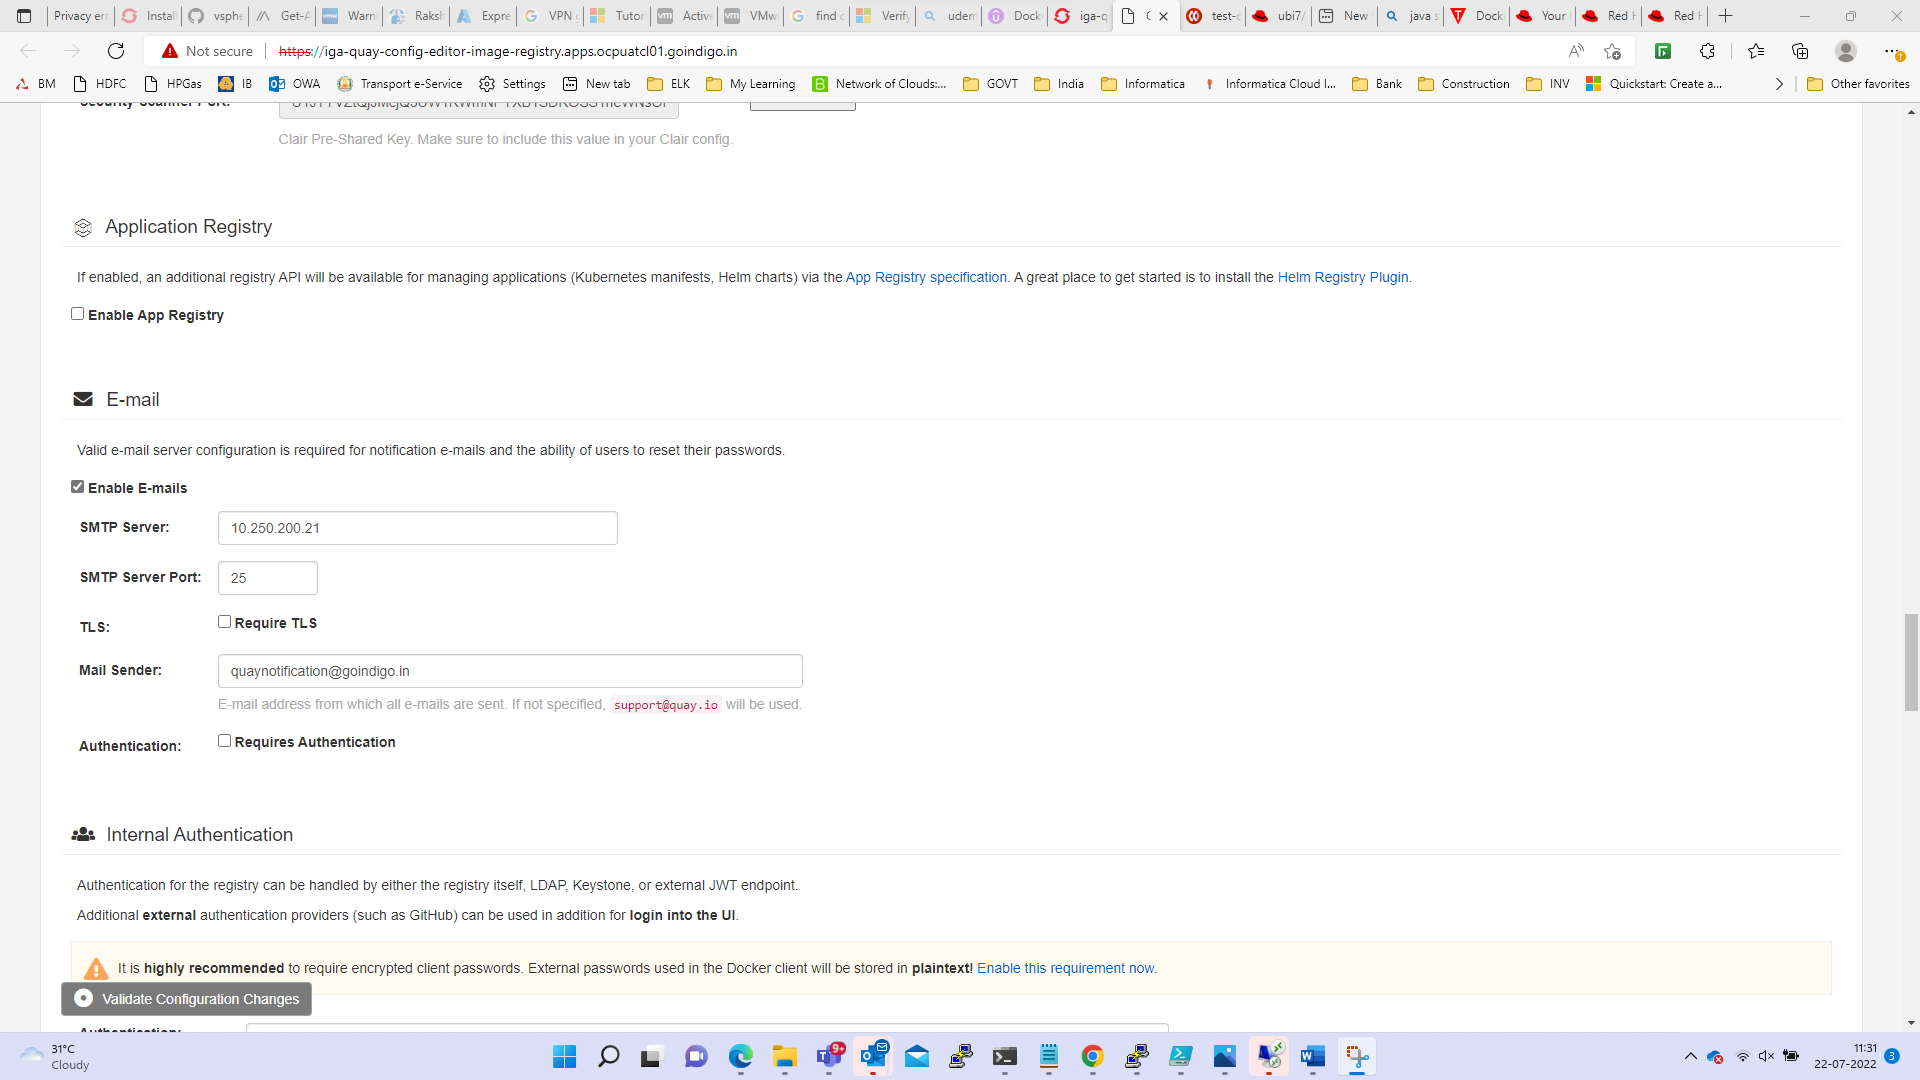 Privacy err
Instal
vsphe
Get-A
Warn
Raksh
Expre
VPN g
Tutor
Active
VMw
find c
Verify
udem
Dock
iga-q
test-c
ubi7/
New
java s
Dock
Your
Red H
Red H
Not secure
https://iga-quay-config-editor-image-registry.apps.ocpuatcl01.goindigo.in
BM
HDFC
HPGas
IB
OWA
Transport e-Service
Settings
New tab
ELK
My Learning
Network of Clouds:...
GOVT
India
Informatica
Informatica Cloud I...
Bank
Construction
INV
Quickstart: Create a...
Other favorites
Security Scanner PSK:
Clair Pre-Shared Key. Make sure to include this value in your Clair config.
Application Registry
If enabled, an additional registry API will be available for managing applications (Kubernetes manifests, Helm charts) via the App Registry specification. A great place to get started is to install the Helm Registry Plugin.
Enable App Registry
E-mail
Valid e-mail server configuration is required for notification e-mails and the ability of users to reset their passwords.
Enable E-mails
SMTP Server: 10.250.200.21
SMTP Server Port: 25
TLS: Require TLS
Mail Sender: quaynotification@goindigo.in
E-mail address from which all e-mails are sent. If not specified, support@quay.io will be used.
Authentication: Requires Authentication
Internal Authentication
Authentication for the registry can be handled by either the registry itself, LDAP, Keystone, or external JWT endpoint.
Additional external authentication providers (such as GitHub) can be used in addition for login into the UI.
It is highly recommended to require encrypted client passwords. External passwords used in the Docker client will be stored in plaintext! Enable this requirement now.
Validate Configuration Changes
Authentication:
31°C
Cloudy
9+
11:31
22-07-2022
3